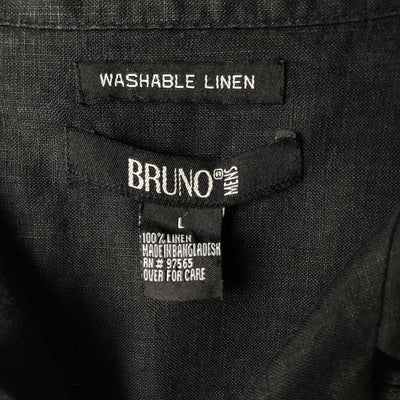 WASHABLE LINEN
BRUNO® MENS
L
100% LINEN
MADE IN BANGLADESH
RN # 97565
OVER FOR CARE